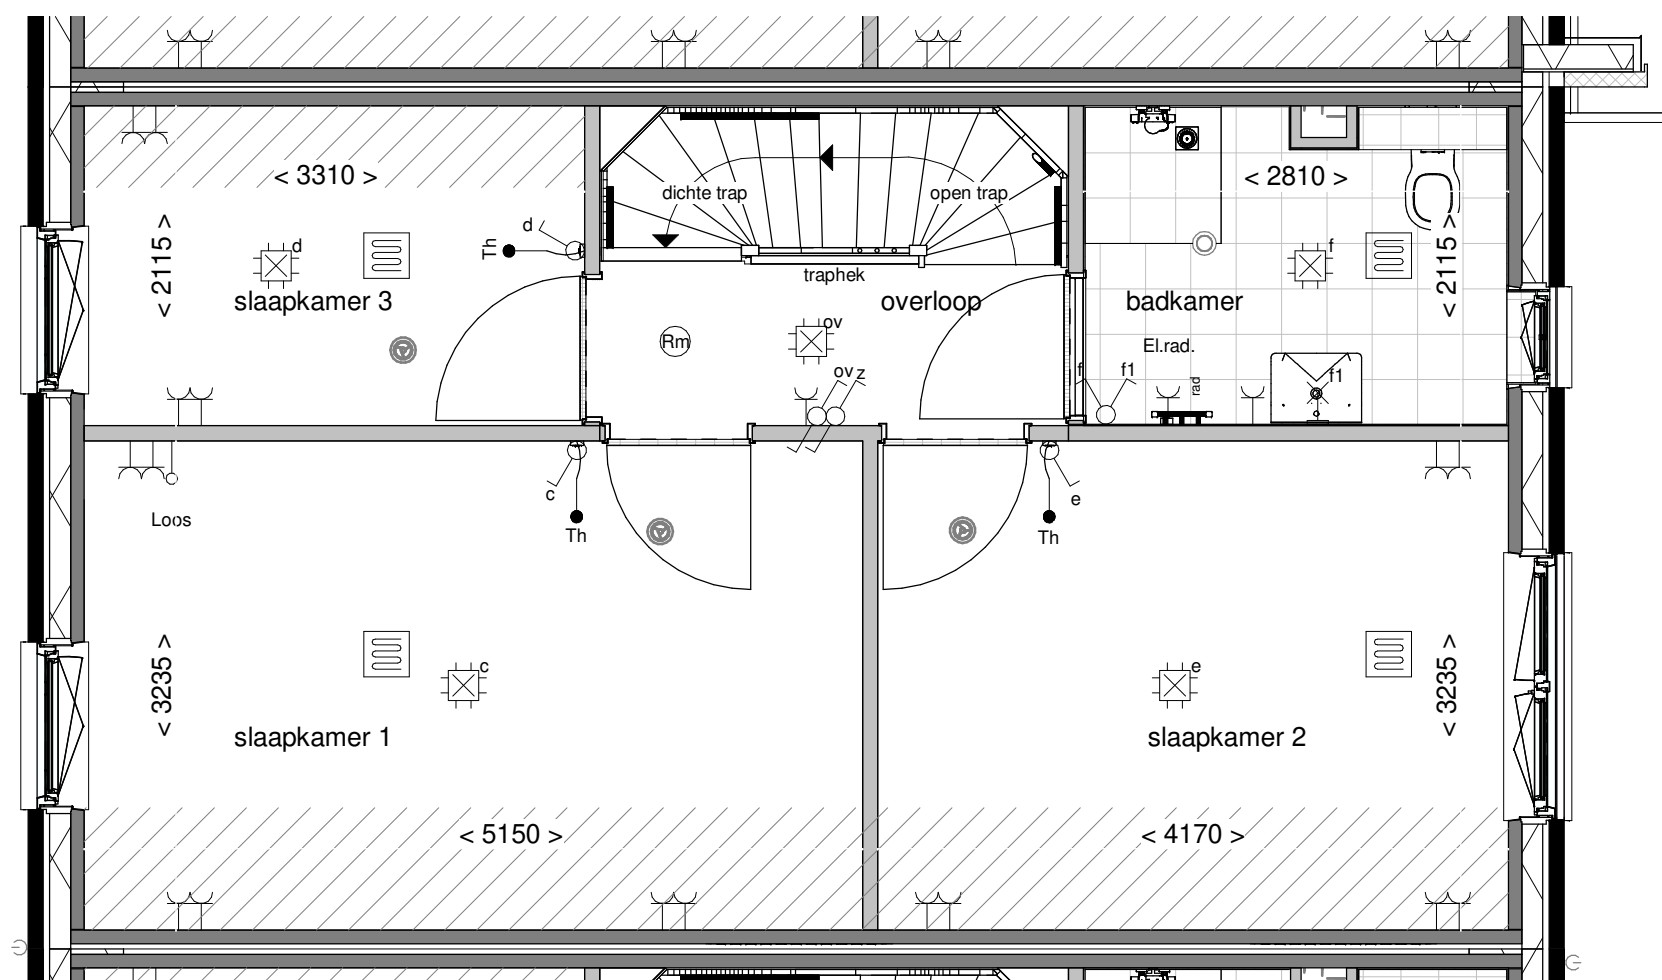 < 3310 >
dichte trap
open trap
< 2810 >
< 2115 >
d
Th
d
f
< 2115 >
slaapkamer 3
traphek
overloop
badkamer
Rm
ov
El.rad.
ov z
f
f1
rad
f1
c
Th
e
Th
Loos
< 3235 >
c
e
< 3235 >
slaapkamer 1
slaapkamer 2
< 5150 >
< 4170 >